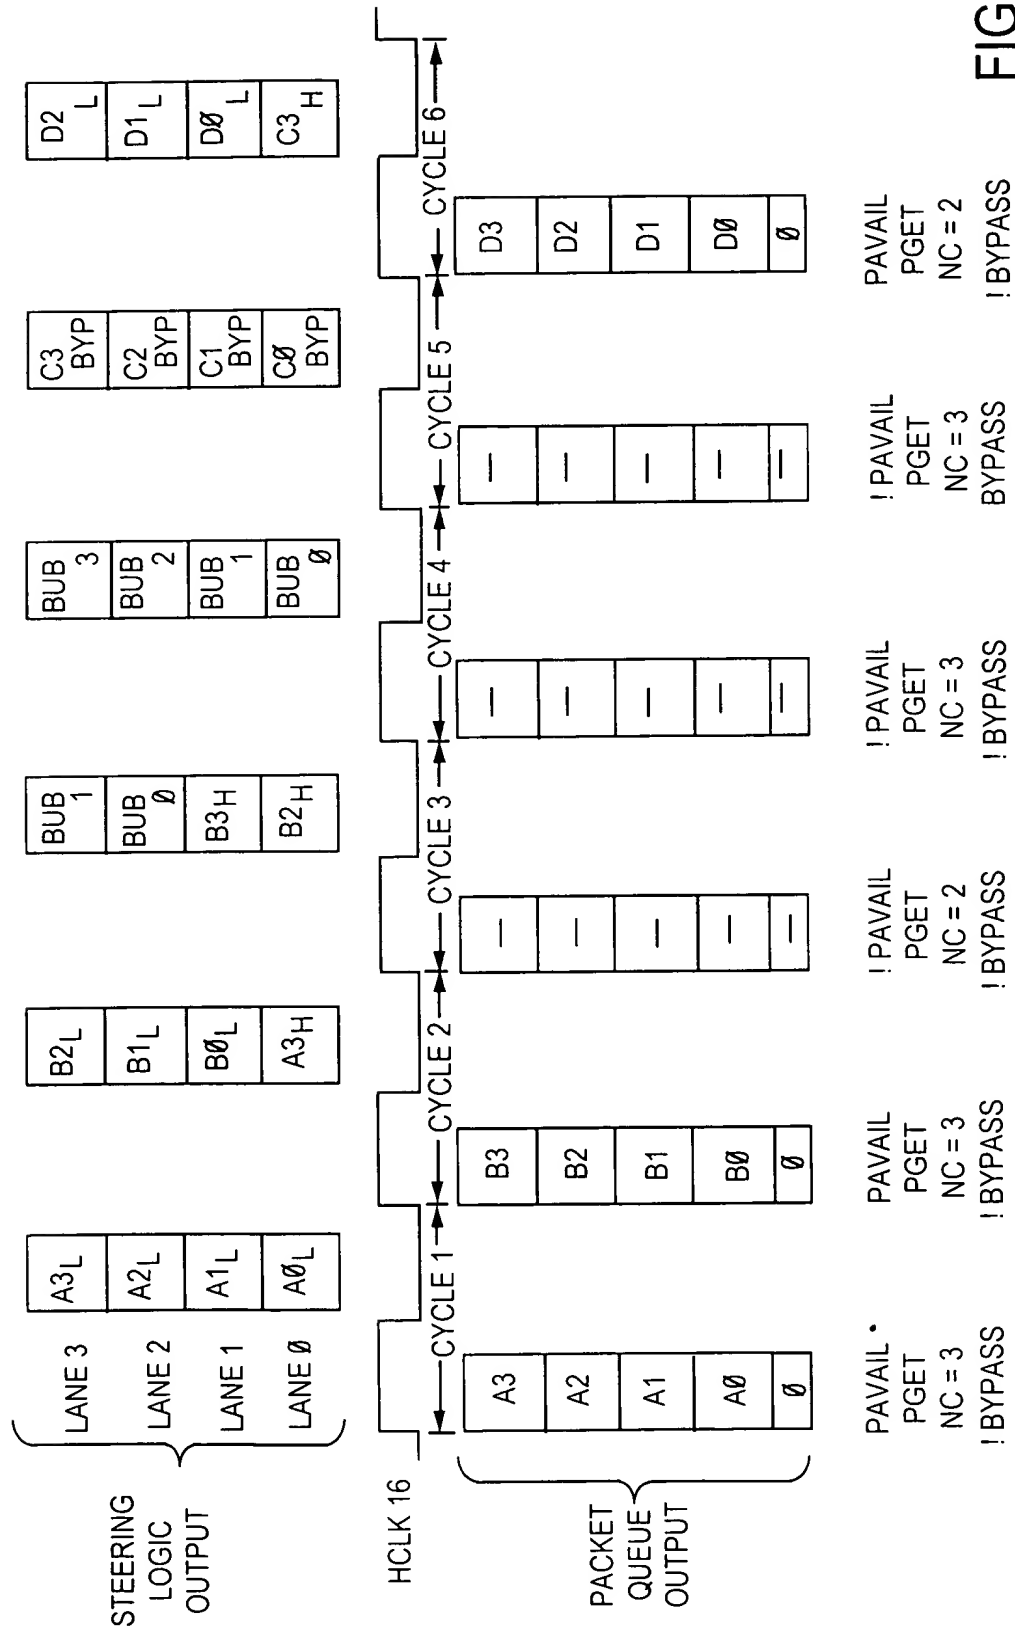 STEERING
LOGIC
OUTPUT
LANE 3 A3L B2L BUB 1 BUB 3 C3 BYP D2 L
LANE 2 A2L B1L BUB Ø BUB 2 C2 BYP D1 L
LANE 1 A1L BØL B3H BUB 1 C1 BYP DØ L
LANE Ø AØL A3H B2H BUB Ø CØ BYP C3 H
HCLK 16
CYCLE 1 CYCLE 2 CYCLE 3 CYCLE 4 CYCLE 5 CYCLE 6
PACKET
QUEUE
OUTPUT
A3 B3 — — — D3
A2 B2 — — — D2
A1 B1 — — — D1
AØ BØ — — — DØ
Ø Ø — — — Ø
PAVAIL • PAVAIL !PAVAIL !PAVAIL !PAVAIL PAVAIL
PGET PGET PGET PGET PGET PGET
NC = 3 NC = 3 NC = 2 NC = 3 NC = 3 NC = 2
!BYPASS !BYPASS !BYPASS !BYPASS BYPASS !BYPASS
FIG